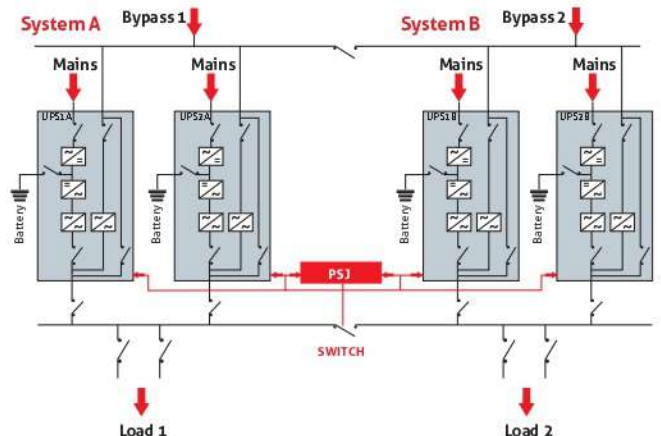 System A
Bypass 1
System B
Bypass 2
Mains
Mains
Mains
Mains
UPS1A
UPS2A
UPS1B
UPS2B
Battery
Battery
Battery
Battery
PSJ
SWITCH
Load 1
Load 2